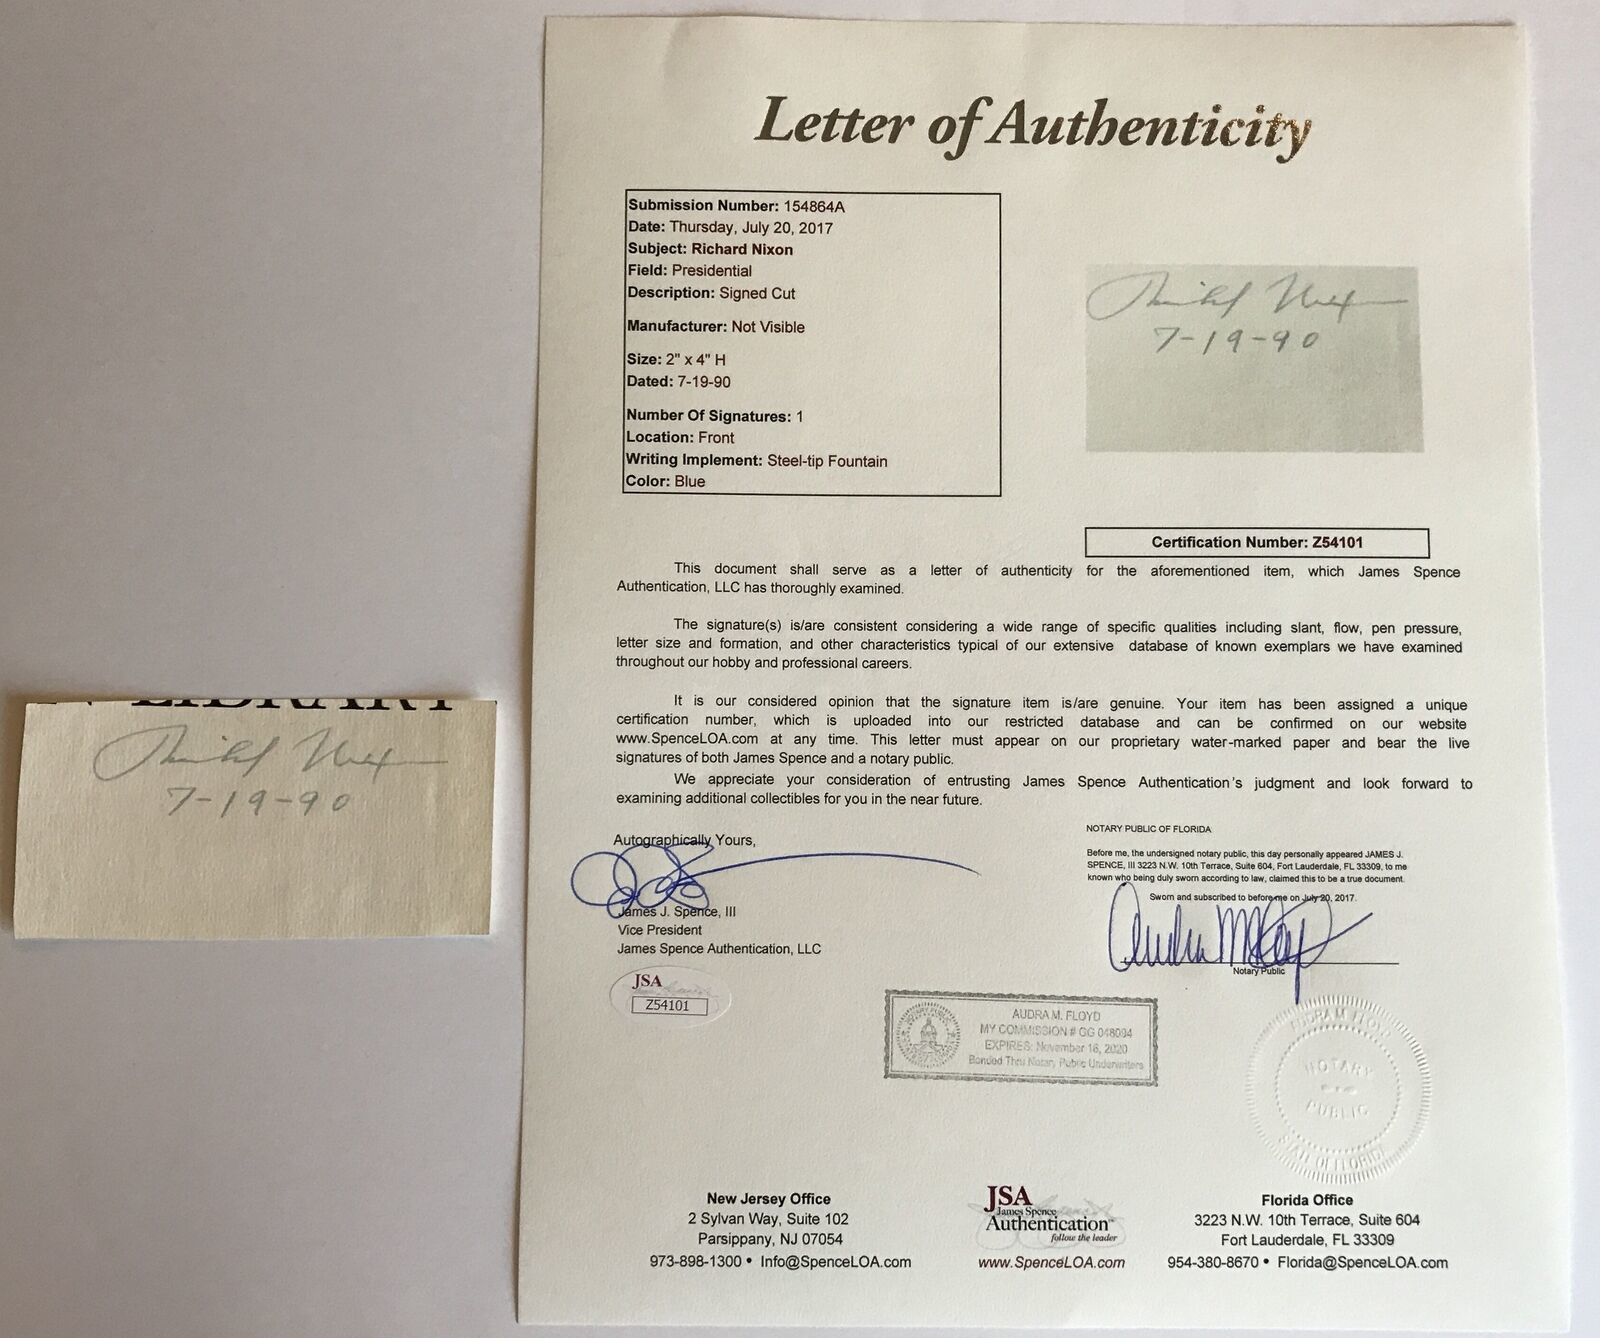 Letter of Authenticity
Submission Number: 154864A
Date: Thursday, July 20, 2017
Subject: Richard Nixon
Field: Presidential
Description: Signed Cut
Manufacturer: Not Visible
Size: 2" x 4" H
Dated: 7-19-90
Number Of Signatures: 1
Location: Front
Writing Implement: Steel-tip Fountain
Color: Blue
Richard Nixon
7-19-90
Certification Number: Z54101
This document shall serve as a letter of authenticity for the aforementioned item, which James Spence
Authentication, LLC has thoroughly examined.
The signature(s) is/are consistent considering a wide range of specific qualities including slant, flow, pen pressure,
letter size and formation, and other characteristics typical of our extensive database of known exemplars we have examined
throughout our hobby and professional careers.
It is our considered opinion that the signature item is/are genuine. Your item has been assigned a unique
certification number, which is uploaded into our restricted database and can be confirmed on our website
www.SpenceLOA.com at any time. This letter must appear on our proprietary water-marked paper and bear the live
signatures of both James Spence and a notary public.
We appreciate your consideration of entrusting James Spence Authentication's judgment and look forward to
examining additional collectibles for you in the near future.
LIBRARY
Richard Nixon
7-19-90
Autographically Yours,
James J. Spence, III
Vice President
James Spence Authentication, LLC
JSA
Z54101
NOTARY PUBLIC OF FLORIDA
Before me, the undersigned notary public, this day personally appeared JAMES J.
SPENCE, III 3223 N.W. 10th Terrace, Suite 604, Fort Lauderdale, FL 33309, to me
known who being duly sworn according to law, claimed this to be a true document.
Sworn and subscribed to before me on July 20, 2017.
Notary Public
AUDRA M. FLOYD
MY COMMISSION # GG 048094
EXPIRES: November 16, 2020
Bonded Thru Notary Public Underwriters
AUDRA M. FLOYD
NOTARY
PUBLIC
STATE OF FLORIDA
New Jersey Office
2 Sylvan Way, Suite 102
Parsippany, NJ 07054
973-898-1300 • Info@SpenceLOA.com
JSA
James Spence
Authentication
follow the leader
www.SpenceLOA.com
Florida Office
3223 N.W. 10th Terrace, Suite 604
Fort Lauderdale, FL 33309
954-380-8670 • Florida@SpenceLOA.com